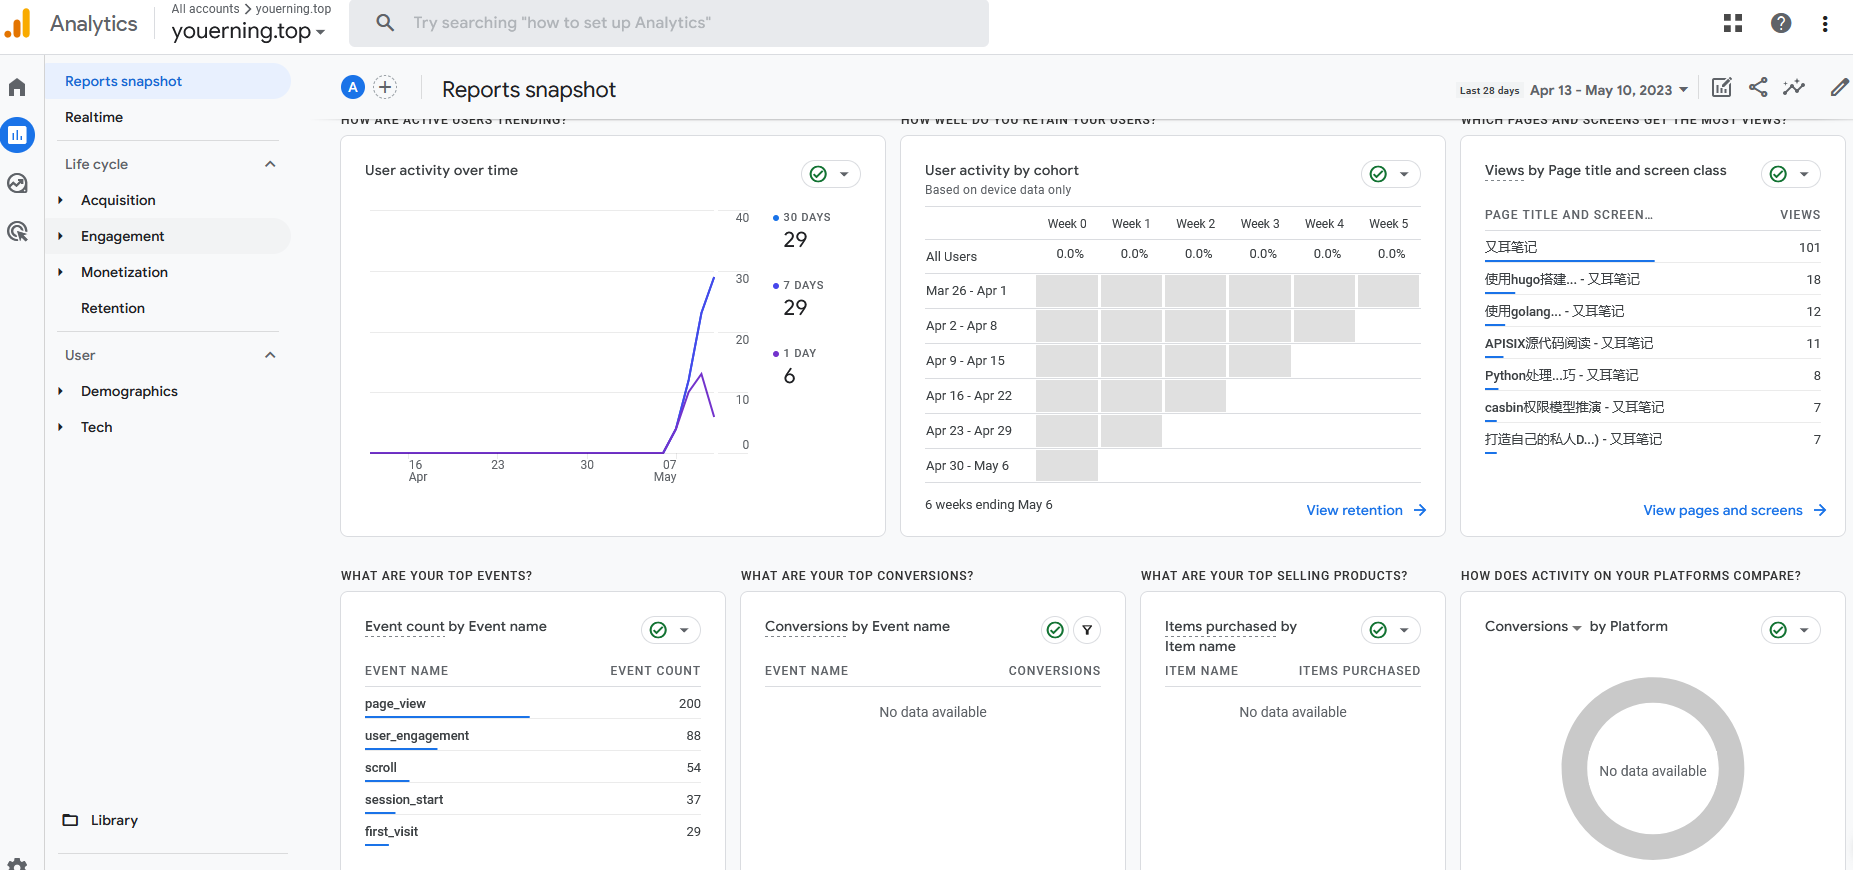 All accounts > youerning.top
Analytics
youerning.top
Try searching "how to set up Analytics"
Reports snapshot
Realtime
Life cycle
Acquisition
Engagement
Monetization
Retention
User
Demographics
Tech
Library
A
Reports snapshot
Last 28 days Apr 13 - May 10, 2023
HOW ARE ACTIVE USERS TRENDING?
User activity over time
40
30
20
10
0
16
Apr
23
30
07
May
30 DAYS
29
7 DAYS
29
1 DAY
6
HOW WELL DO YOU RETAIN YOUR USERS?
User activity by cohort
Based on device data only
Week 0 Week 1 Week 2 Week 3 Week 4 Week 5
All Users 0.0% 0.0% 0.0% 0.0% 0.0% 0.0%
Mar 26 - Apr 1
Apr 2 - Apr 8
Apr 9 - Apr 15
Apr 16 - Apr 22
Apr 23 - Apr 29
Apr 30 - May 6
6 weeks ending May 6
View retention
WHICH PAGES AND SCREENS GET THE MOST VIEWS?
Views by Page title and screen class
PAGE TITLE AND SCREEN... VIEWS
又耳笔记 101
使用hugo搭建... - 又耳笔记 18
使用golang... - 又耳笔记 12
APISIX源代码阅读 - 又耳笔记 11
Python处理...巧 - 又耳笔记 8
casbin权限模型推演 - 又耳笔记 7
打造自己的私人D...) - 又耳笔记 7
View pages and screens
WHAT ARE YOUR TOP EVENTS?
Event count by Event name
EVENT NAME EVENT COUNT
page_view 200
user_engagement 88
scroll 54
session_start 37
first_visit 29
WHAT ARE YOUR TOP CONVERSIONS?
Conversions by Event name
EVENT NAME CONVERSIONS
No data available
WHAT ARE YOUR TOP SELLING PRODUCTS?
Items purchased by
Item name
ITEM NAME ITEMS PURCHASED
No data available
HOW DOES ACTIVITY ON YOUR PLATFORMS COMPARE?
Conversions by Platform
No data available